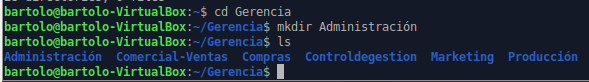 bartolo@bartolo-VirtualBox:~$ cd Gerencia
bartolo@bartolo-VirtualBox:~/Gerencia$ mkdir Administración
bartolo@bartolo-VirtualBox:~/Gerencia$ ls
Administración  Comercial-Ventas  Compras  Controldegestion  Marketing  Producción
bartolo@bartolo-VirtualBox:~/Gerencia$